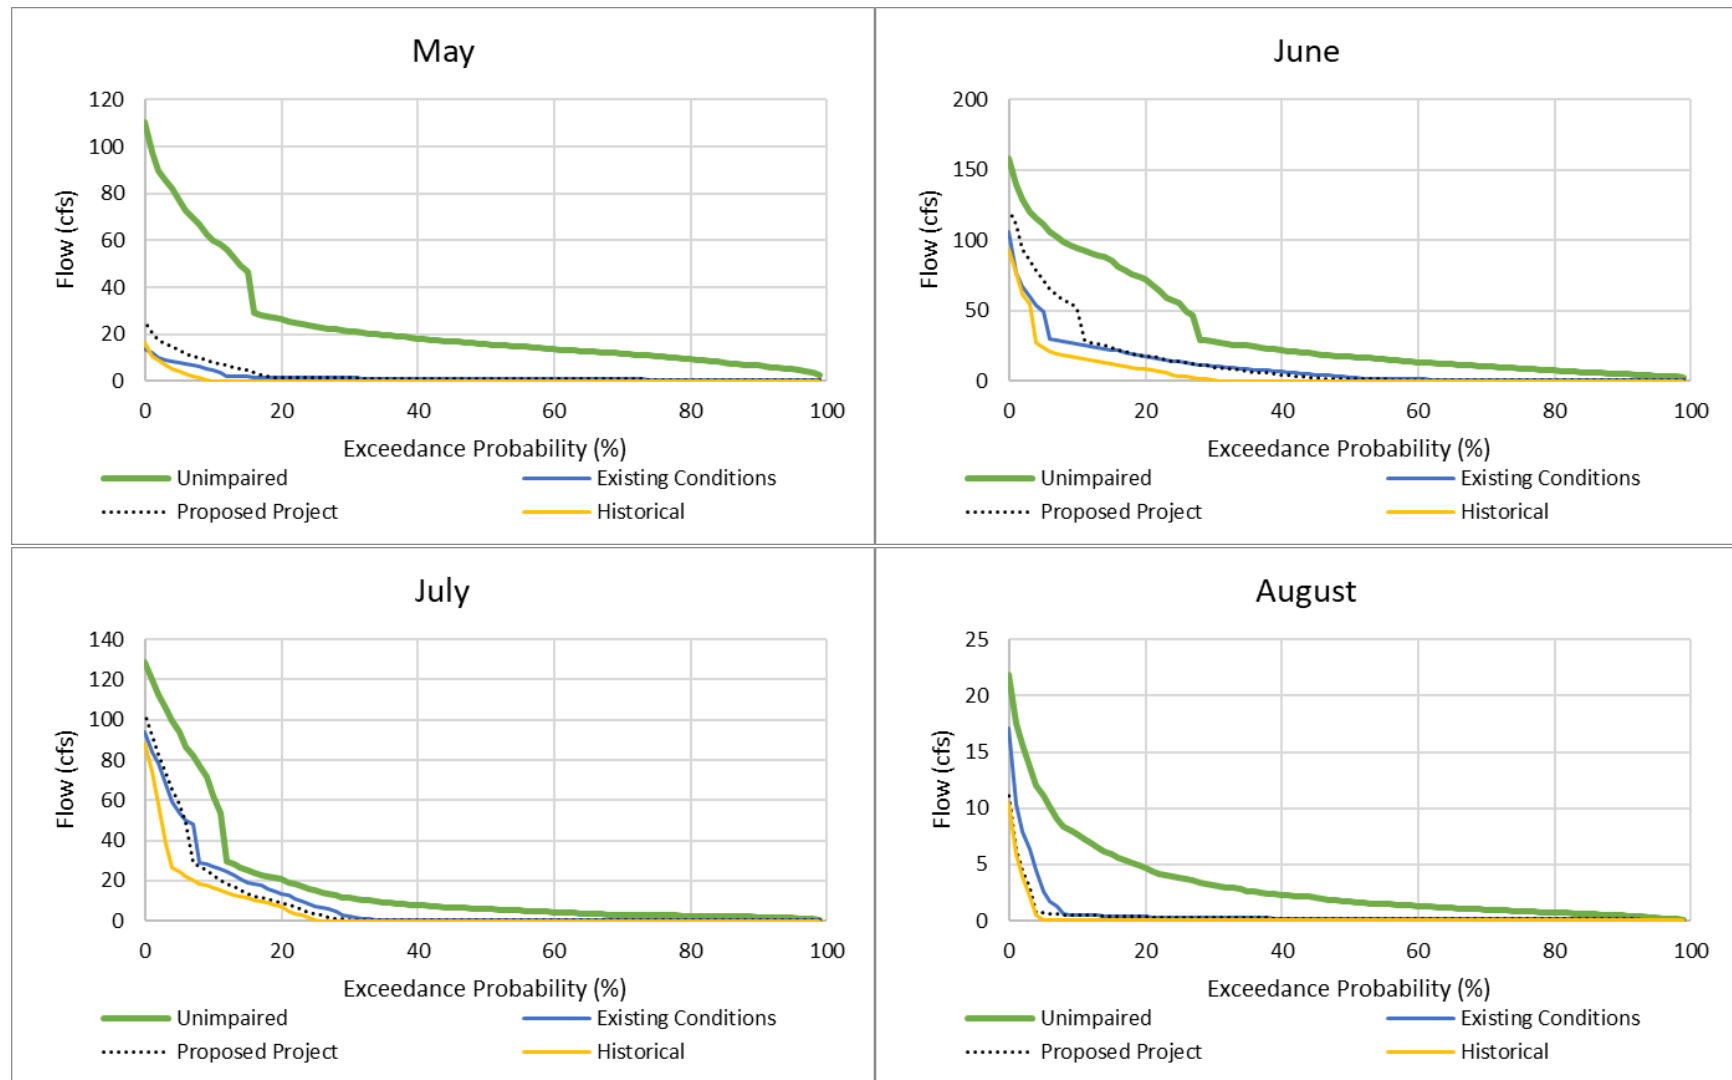 May
120
100
80
60
40
20
0
Flow (cfs)
0 20 40 60 80 100
Exceedance Probability (%)
Unimpaired Existing Conditions
Proposed Project Historical
June
200
150
100
50
0
Flow (cfs)
0 20 40 60 80 100
Exceedance Probability (%)
Unimpaired Existing Conditions
Proposed Project Historical
July
140
120
100
80
60
40
20
0
Flow (cfs)
0 20 40 60 80 100
Exceedance Probability (%)
Unimpaired Existing Conditions
Proposed Project Historical
August
25
20
15
10
5
0
Flow (cfs)
0 20 40 60 80 100
Exceedance Probability (%)
Unimpaired Existing Conditions
Proposed Project Historical